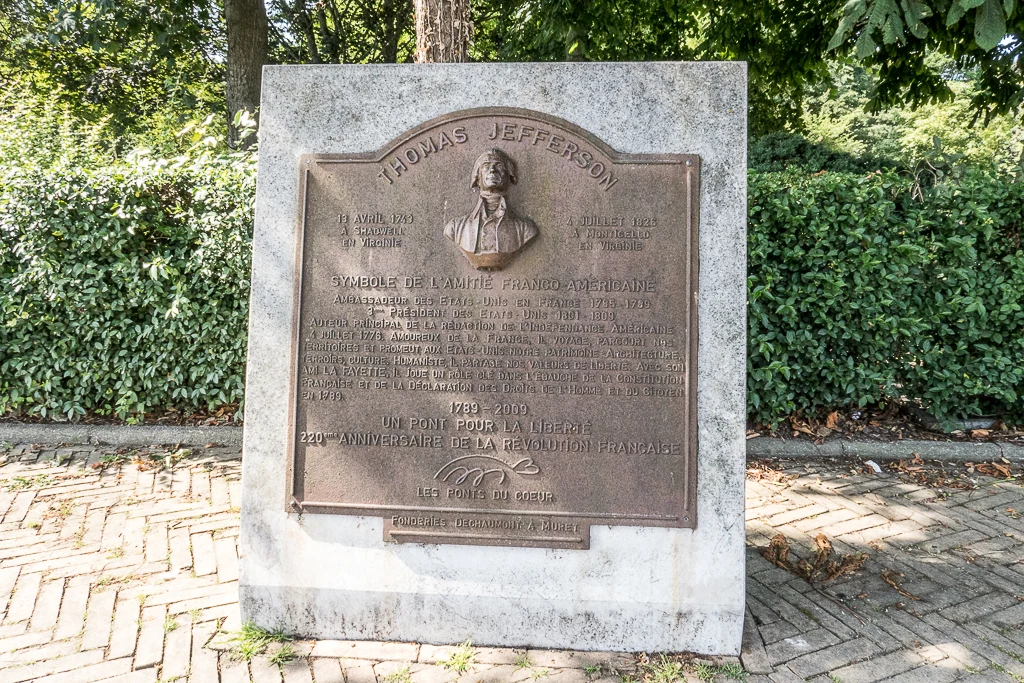 THOMAS JEFFERSON
13 AVRIL 1743
À SHADWELL
EN VIRGINIE
4 JUILLET 1826
À MONTICELLO
EN VIRGINIE
SYMBOLE DE L'AMITIÉ FRANCO-AMÉRICAINE
AMBASSADEUR DES ETATS-UNIS EN FRANCE 1785-1789
3ÈME PRÉSIDENT DES ETATS-UNIS 1801-1809
AUTEUR PRINCIPAL DE LA RÉDACTION DE L'INDÉPENDANCE AMÉRICAINE
4 JUILLET 1776. AMOUREUX DE LA FRANCE, IL VOYAGE, PARCOURT NOS
TERRITOIRES ET PROMEUT AUX ETATS-UNIS NOTRE PATRIMOINE ARCHITECTURE,
TERROIRS, CULTURE. HUMANISTE, IL PARTAGE NOS VALEURS DE LIBERTÉ. AVEC SON
AMI LA FAYETTE, IL JOUE UN RÔLE CLÉ DANS L'ÉBAUCHE DE LA CONSTITUTION
FRANÇAISE ET DE LA DÉCLARATION DES DROITS DE L'HOMME ET DU CITOYEN
EN 1789.
1789 - 2009
UN PONT POUR LA LIBERTÉ
220ÈME ANNIVERSAIRE DE LA RÉVOLUTION FRANÇAISE
LES PONTS DU COEUR
FONDERIES DECHAUMONT À MURET